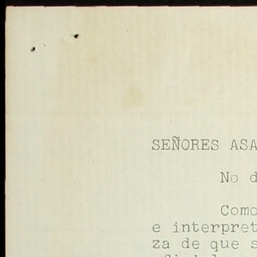 SEÑORES ASA
No d
Como
e interpret
za de que s